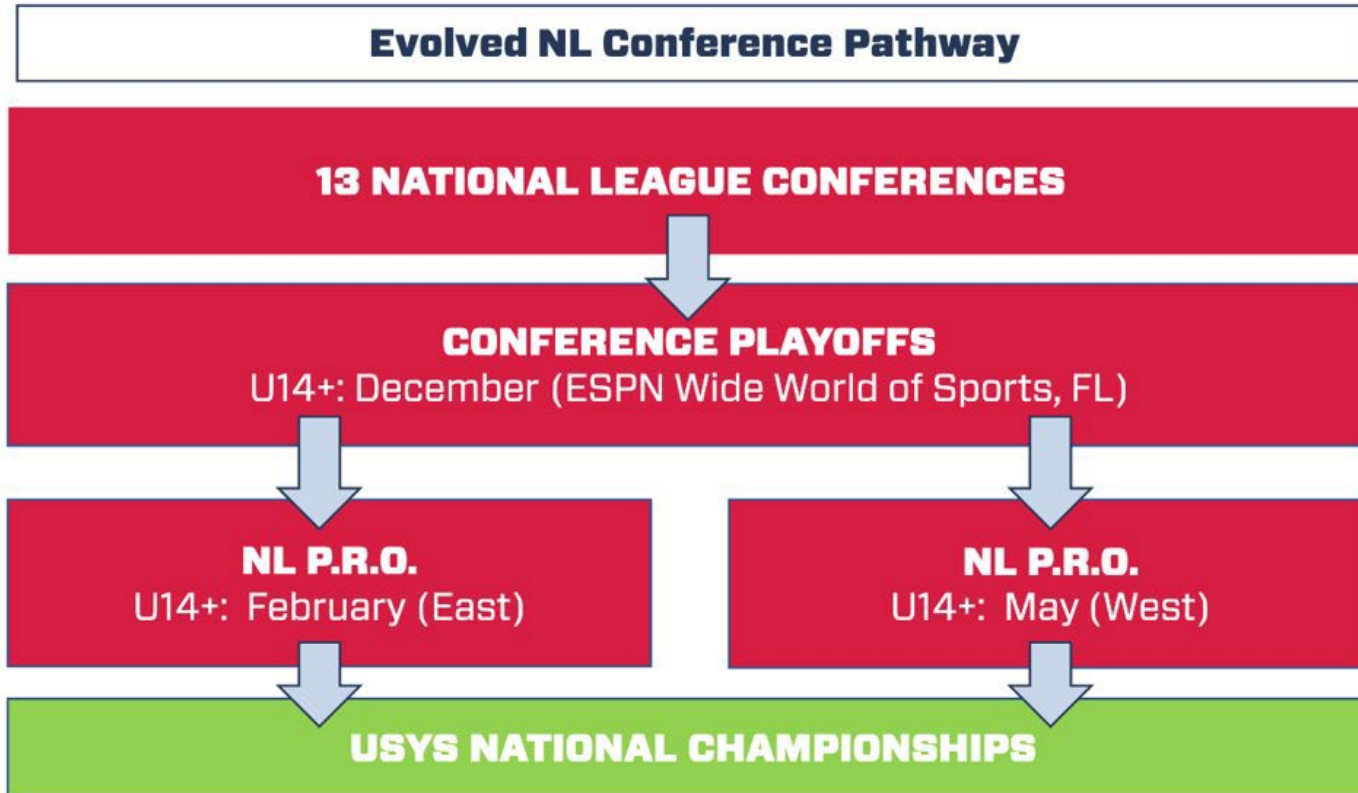 Evolved NL Conference Pathway
13 NATIONAL LEAGUE CONFERENCES
CONFERENCE PLAYOFFS
U14+: December (ESPN Wide World of Sports, FL)
NL P.R.O.
U14+: February (East)
NL P.R.O.
U14+: May (West)
USYS NATIONAL CHAMPIONSHIPS